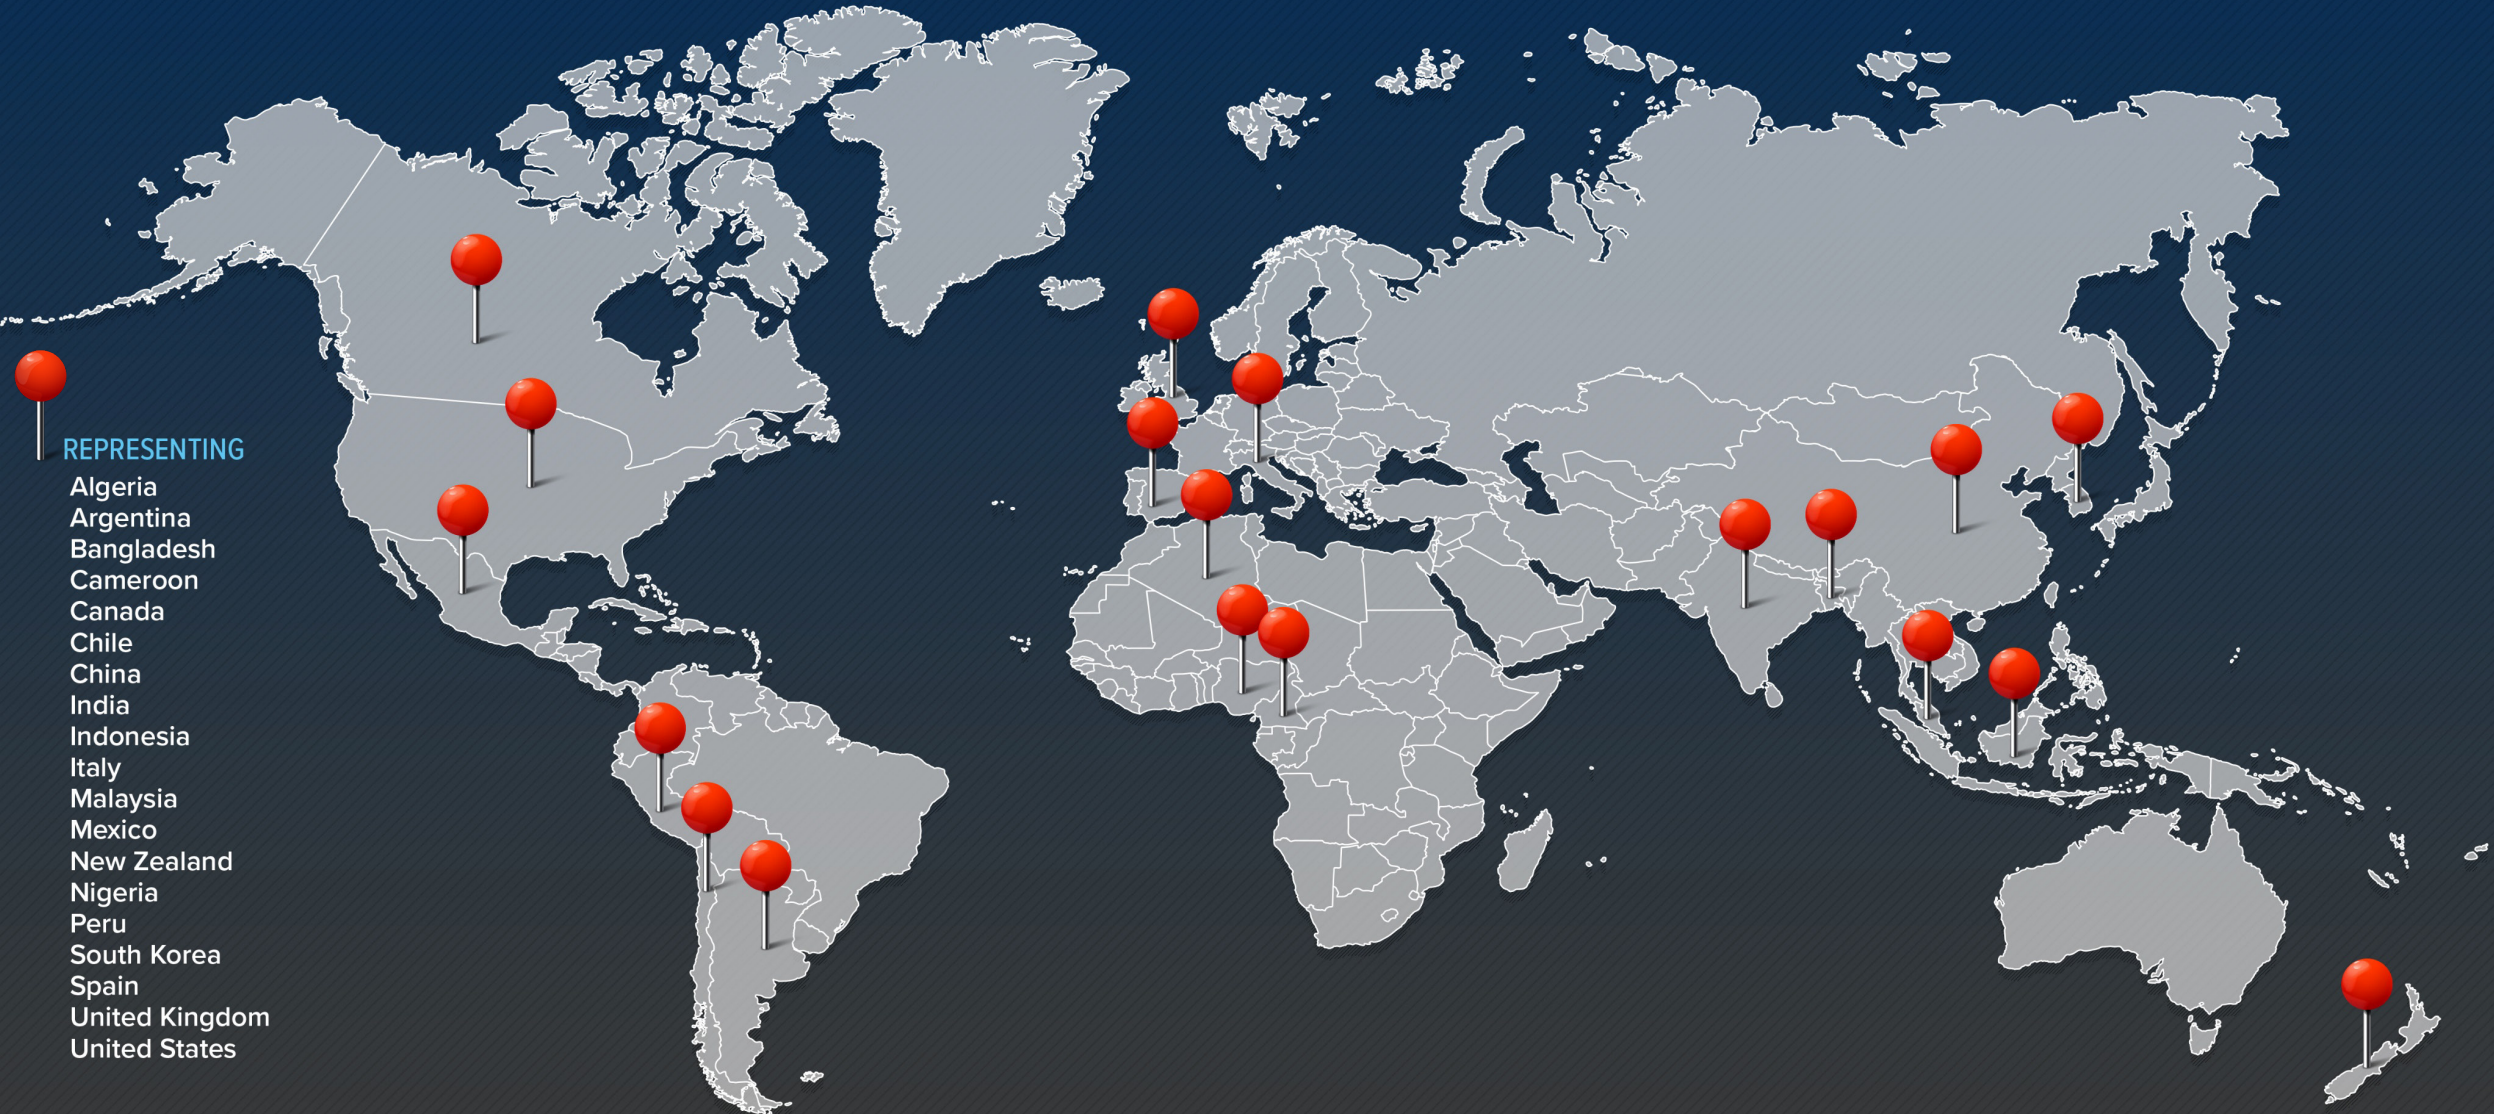 REPRESENTING
Algeria
Argentina
Bangladesh
Cameroon
Canada
Chile
China
India
Indonesia
Italy
Malaysia
Mexico
New Zealand
Nigeria
Peru
South Korea
Spain
United Kingdom
United States